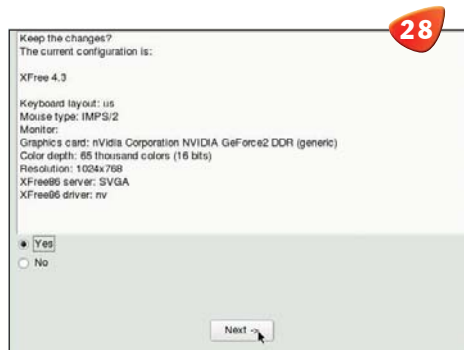 28
Keep the changes?
The current configuration is:
XFree 4.3
Keyboard layout: us
Mouse type: IMPS/2
Monitor:
Graphics card: nVidia Corporation NVIDIA GeForce2 DDR (generic)
Color depth: 65 thousand colors (16 bits)
Resolution: 1024x768
XFree86 server: SVGA
XFree86 driver: nv
Yes
No
Next ->